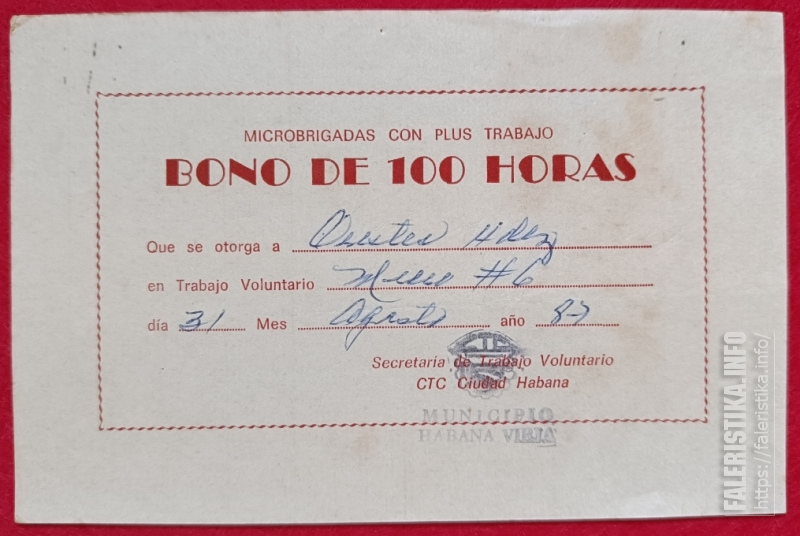 MICROBRIGADAS CON PLUS TRABAJO
BONO DE 100 HORAS
Que se otorga a
en Trabajo Voluntario #6
día 31 Mes Agosto año 87
Secretaria de Trabajo Voluntario
CTC Ciudad Habana
MUNICIPIO
HABANA VIEJA
FALERISTIKA.INFO
https://faleristika.info/